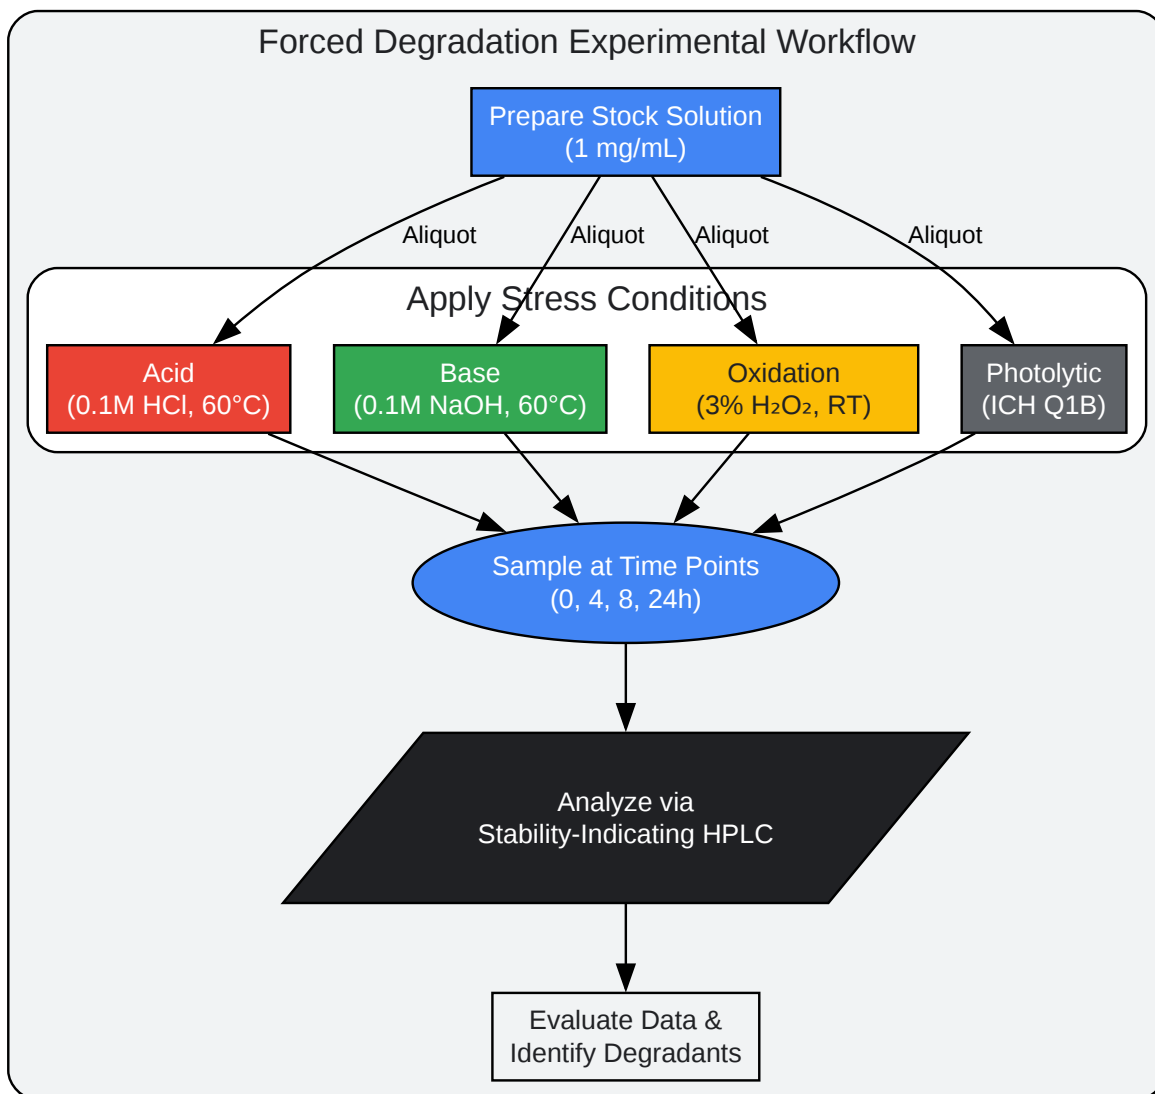 Forced Degradation Experimental Workflow
Prepare Stock Solution
(1 mg/mL)
Aliquot
Aliquot
Aliquot
Aliquot
Apply Stress Conditions
Acid
(0.1M HCl, 60°C)
Base
(0.1M NaOH, 60°C)
Oxidation
(3% H₂O₂, RT)
Photolytic
(ICH Q1B)
Sample at Time Points
(0, 4, 8, 24h)
Analyze via
Stability-Indicating HPLC
Evaluate Data &
Identify Degradants